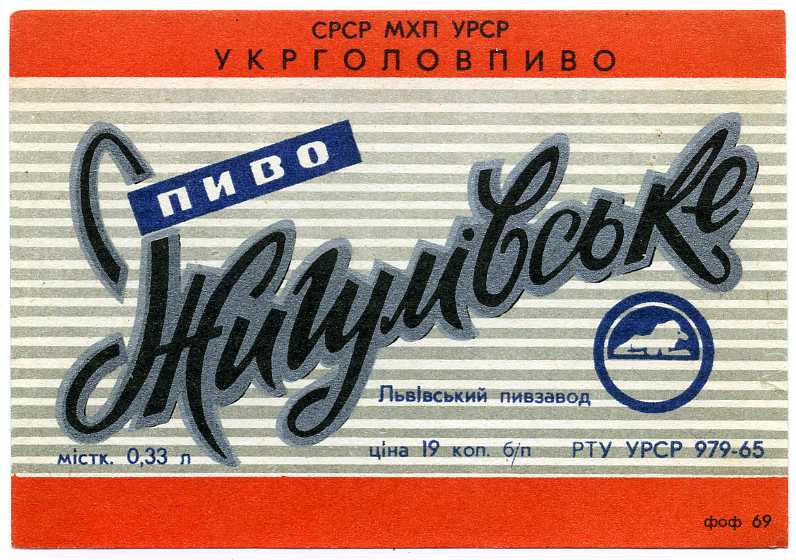 СРСР МХП УРСР
УКРГОЛОВПИВО
ПИВО
Жигулівське
Львівський пивзавод
містк. 0,33 л
ціна 19 коп. б/п
РТУ УРСР 979-65
фоф 69